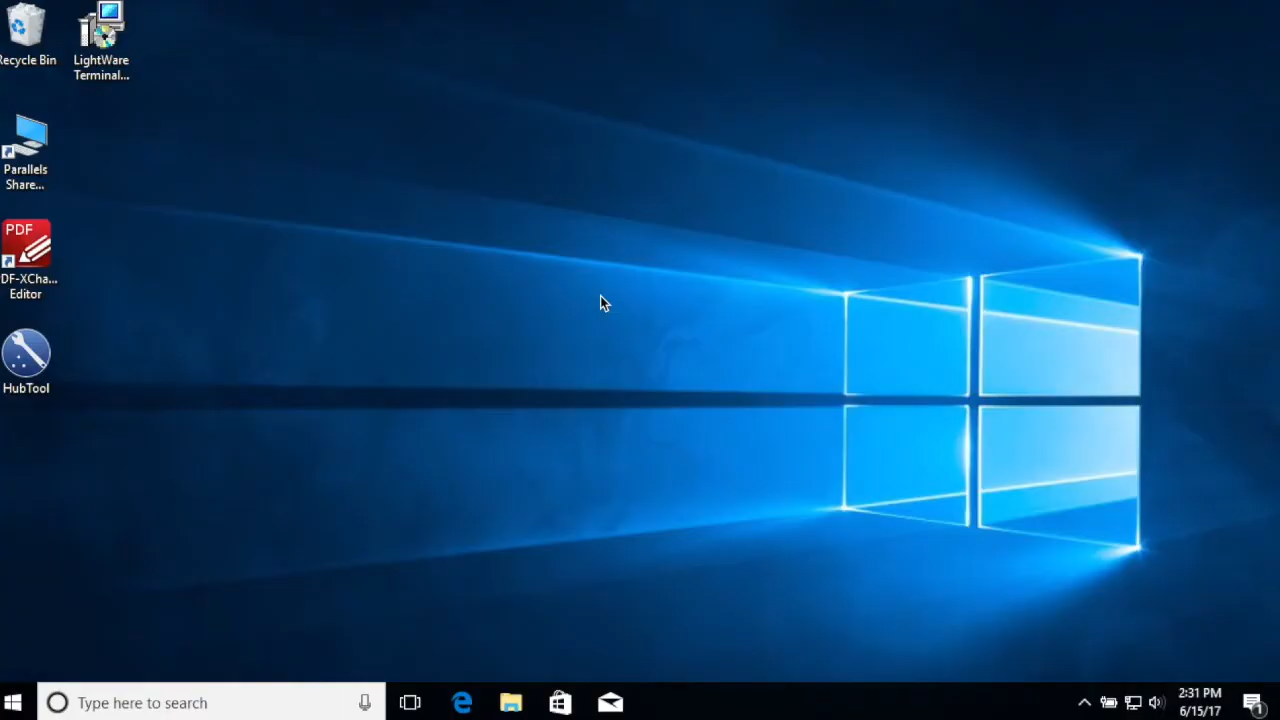 Recycle Bin
LightWare
Terminal...
Parallels
Share...
PDF
DF-XCha...
Editor
HubTool
Type here to search
2:31 PM
6/15/17
1